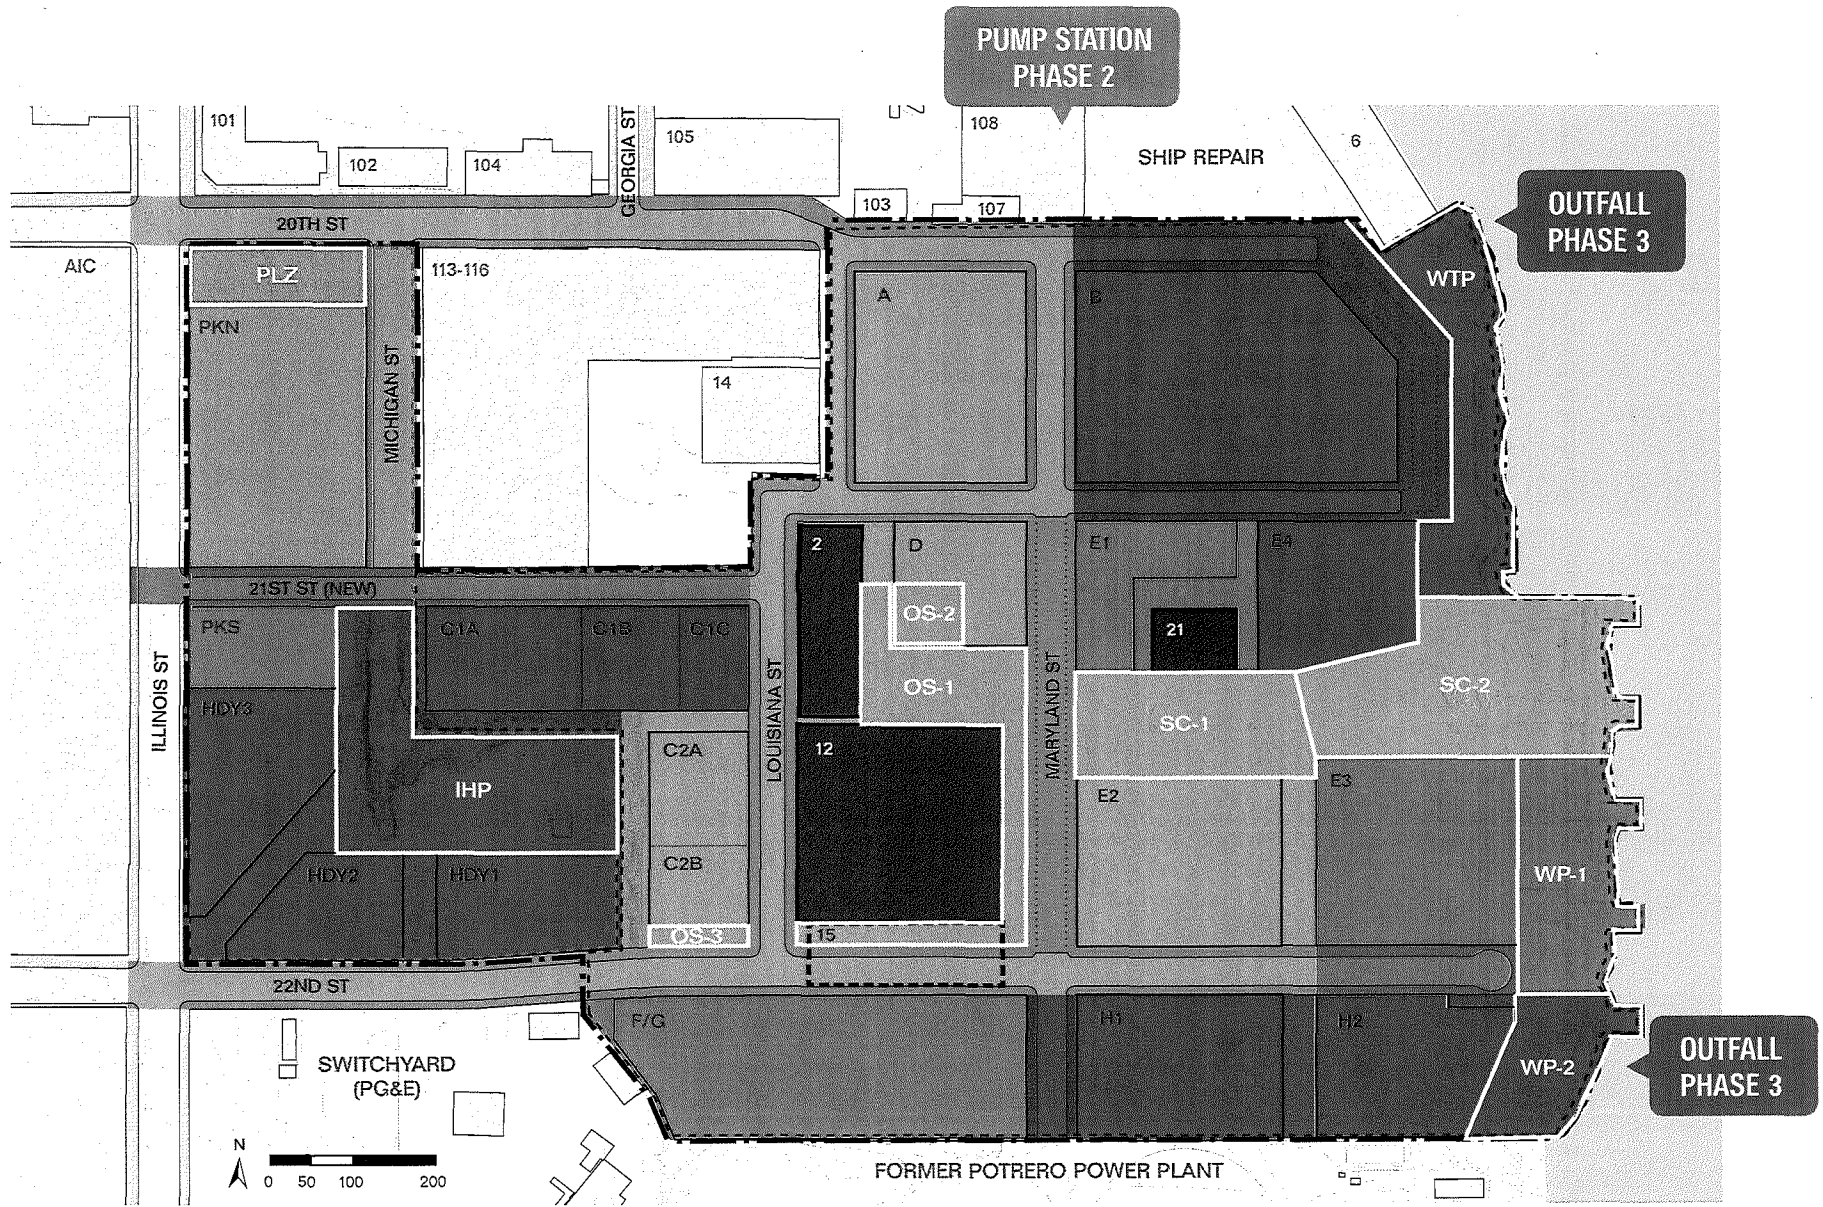 PUMP STATION
PHASE 2
101
102
104
GEORGIA ST
105
108
SHIP REPAIR
6
103
107
OUTFALL
PHASE 3
20TH ST
AIC
PLZ
PKN
MICHIGAN ST
113-116
14
A
B
WTP
2
D
E1
E4
21ST ST (NEW)
OS-2
PKS
C1A
C1B
C1C
21
ILLINOIS ST
LOUISIANA ST
OS-1
MARYLAND ST
SC-1
SC-2
HDY3
C2A
12
IHP
E2
E3
C2B
HDY2
HDY1
WP-1
OS-3
15
22ND ST
F/G
H1
H2
WP-2
OUTFALL
PHASE 3
SWITCHYARD
(PG&E)
N
0 50 100 200
FORMER POTRERO POWER PLANT